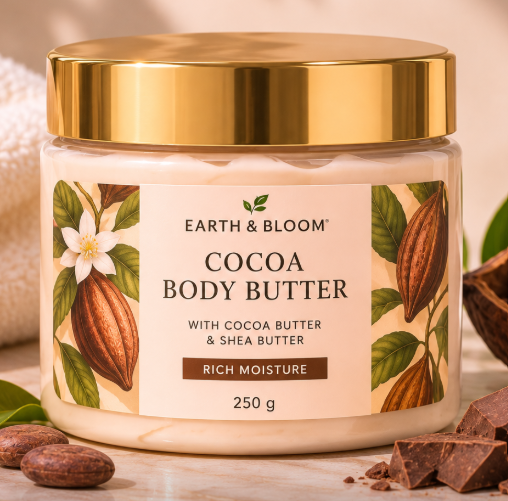 EARTH & BLOOM®
COCOA
BODY BUTTER
WITH COCOA BUTTER
& SHEA BUTTER
RICH MOISTURE
250 g